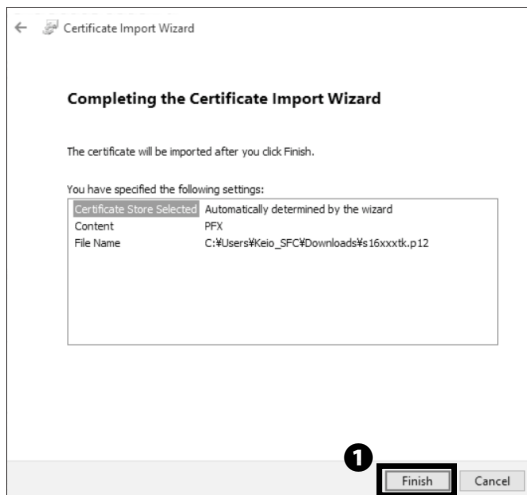 Certificate Import Wizard
Completing the Certificate Import Wizard
The certificate will be imported after you click Finish.
You have specified the following settings:
Certificate Store Selected Automatically determined by the wizard
Content PFX
File Name C:¥Users¥Keio_SFC¥Downloads¥s16xxxtk.p12
1
Finish Cancel